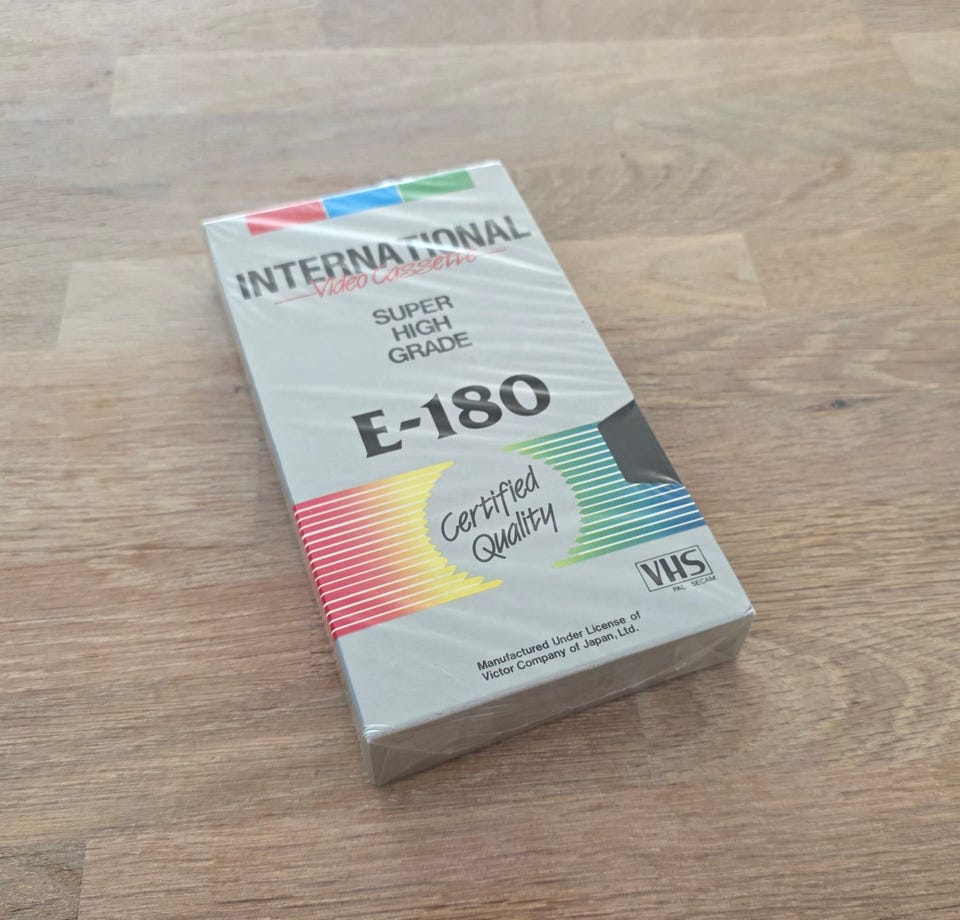 INTERNATIONAL
Video Cassette
SUPER
HIGH
GRADE
E-180
Certified
Quality
VHS
PAL SECAM
Manufactured Under License of
Victor Company of Japan, Ltd.